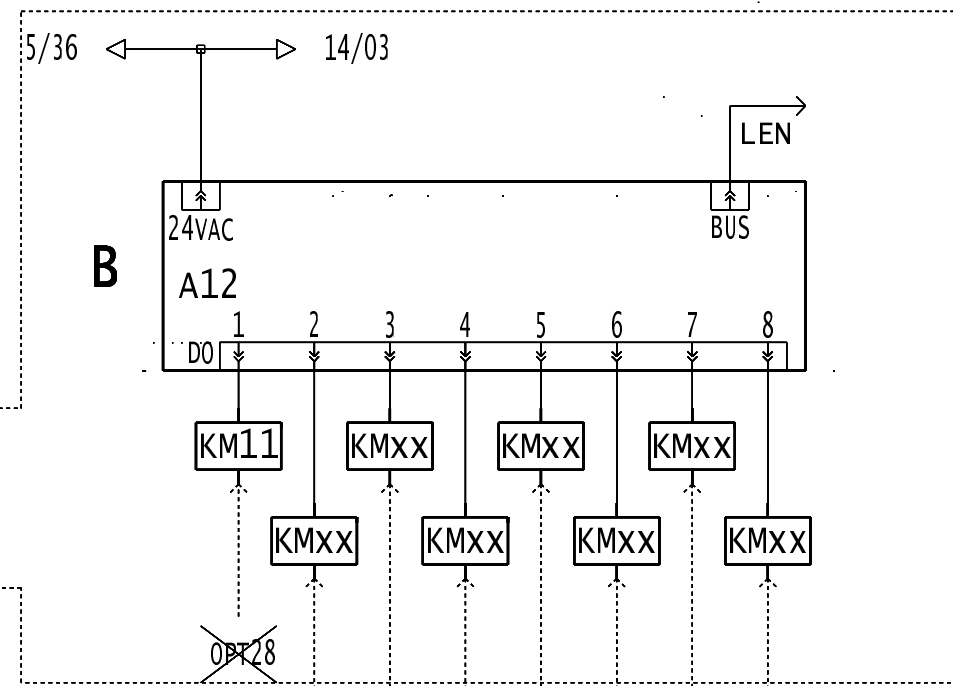 5/36 14/03
LEN
24VAC BUS
B
A12
1 2 3 4 5 6 7 8
DO
KM11 KMxx KMxx KMxx
KMxx KMxx KMxx KMxx
OPT28